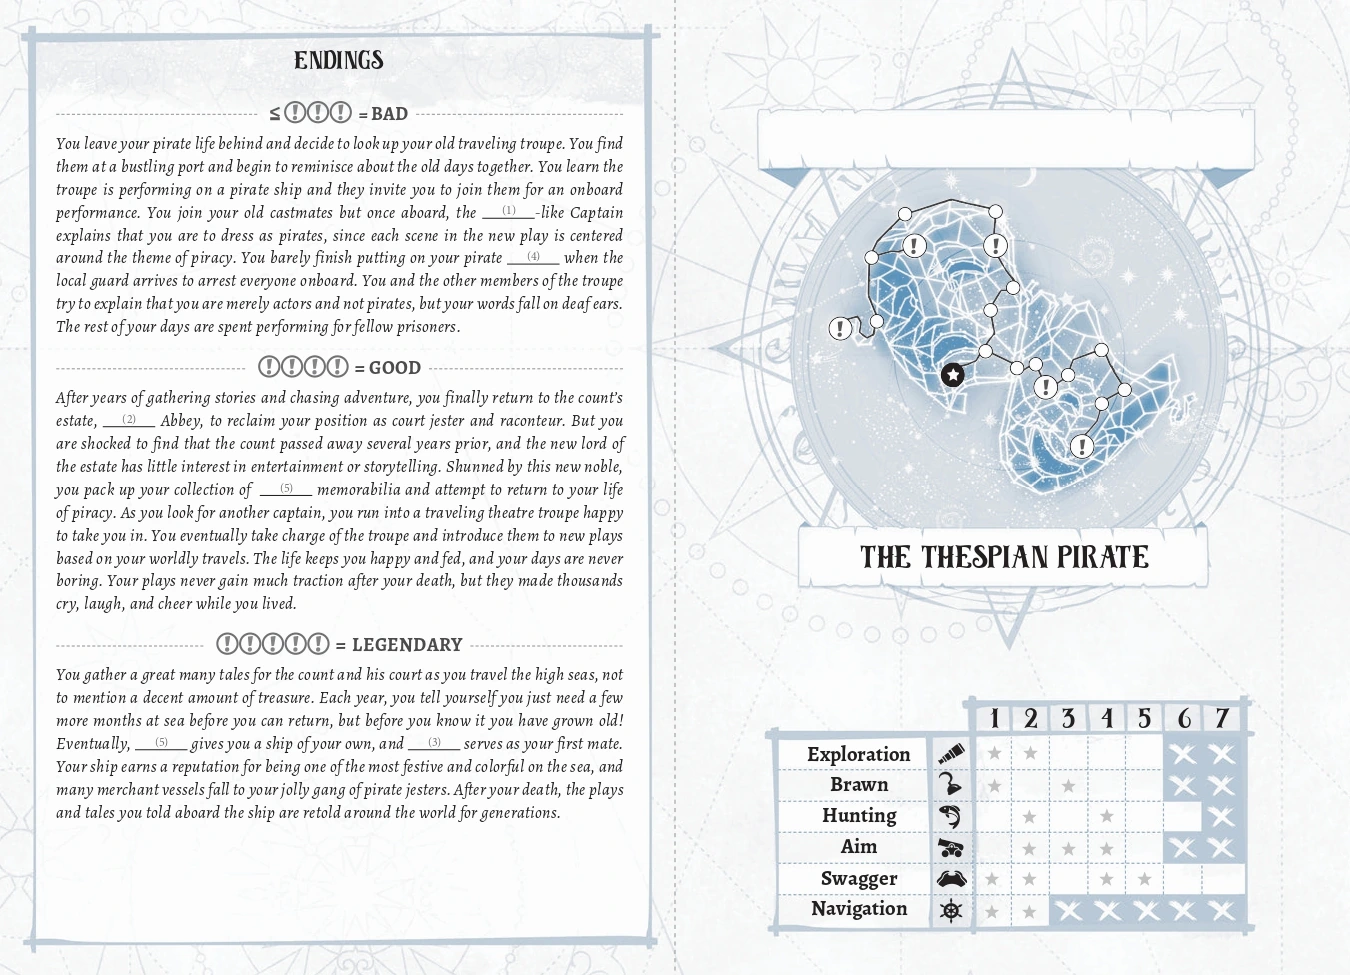 ENDINGS
≤ ! ! ! = BAD
You leave your pirate life behind and decide to look up your old traveling troupe. You find
them at a bustling port and begin to reminisce about the old days together. You learn the
troupe is performing on a pirate ship and they invite you to join them for an onboard
performance. You join your old castmates but once aboard, the ___(1)___-like Captain
explains that you are to dress as pirates, since each scene in the new play is centered
around the theme of piracy. You barely finish putting on your pirate ___(4)___ when the
local guard arrives to arrest everyone onboard. You and the other members of the troupe
try to explain that you are merely actors and not pirates, but your words fall on deaf ears.
The rest of your days are spent performing for fellow prisoners.
! ! ! ! = GOOD
After years of gathering stories and chasing adventure, you finally return to the count's
estate, ___(2)___ Abbey, to reclaim your position as court jester and raconteur. But you
are shocked to find that the count passed away several years prior, and the new lord of
the estate has little interest in entertainment or storytelling. Shunned by this new noble,
you pack up your collection of ___(5)___ memorabilia and attempt to return to your life
of piracy. As you look for another captain, you run into a traveling theatre troupe happy
to take you in. You eventually take charge of the troupe and introduce them to new plays
based on your worldly travels. The life keeps you happy and fed, and your days are never
boring. Your plays never gain much traction after your death, but they made thousands
cry, laugh, and cheer while you lived.
! ! ! ! ! = LEGENDARY
You gather a great many tales for the count and his court as you travel the high seas, not
to mention a decent amount of treasure. Each year, you tell yourself you just need a few
more months at sea before you can return, but before you know it you have grown old!
Eventually, ___(5)___ gives you a ship of your own, and ___(3)___ serves as your first mate.
Your ship earns a reputation for being one of the most festive and colorful on the sea, and
many merchant vessels fall to your jolly gang of pirate jesters. After your death, the plays
and tales you told aboard the ship are retold around the world for generations.
! !
!
!
!
THE THESPIAN PIRATE
1 2 3 4 5 6 7
Exploration
Brawn
Hunting
Aim
Swagger
Navigation